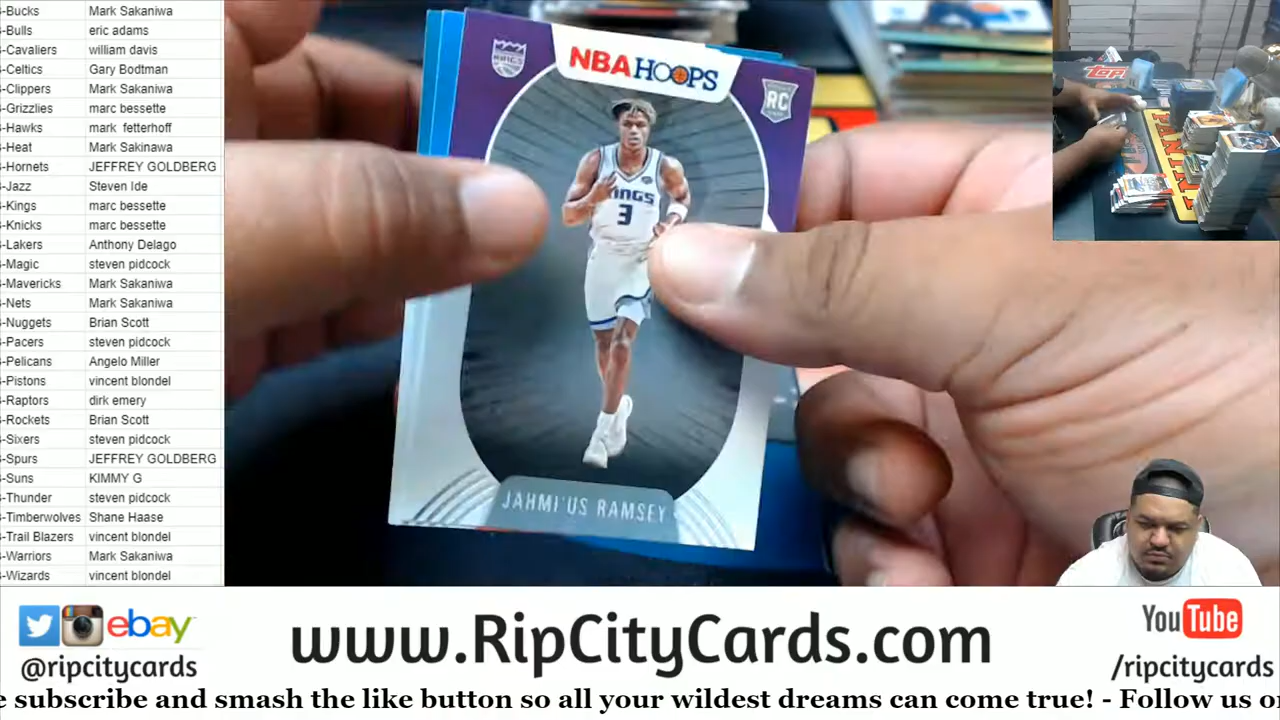 -Bucks Mark Sakaniwa
-Bulls eric adams
-Cavaliers william davis
-Celtics Gary Bodtman
-Clippers Mark Sakaniwa
-Grizzlies marc bessette
-Hawks mark fetterhoff
-Heat Mark Sakinawa
-Hornets JEFFREY GOLDBERG
-Jazz Steven Ide
-Kings marc bessette
-Knicks marc bessette
-Lakers Anthony Delago
-Magic steven pidcock
-Mavericks Mark Sakaniwa
-Nets Mark Sakaniwa
-Nuggets Brian Scott
-Pacers steven pidcock
-Pelicans Angelo Miller
-Pistons vincent blondel
-Raptors dirk emery
-Rockets Brian Scott
-Sixers steven pidcock
-Spurs JEFFREY GOLDBERG
-Suns KIMMY G
-Thunder steven pidcock
-Timberwolves Shane Haase
-Trail Blazers vincent blondel
-Warriors Mark Sakaniwa
-Wizards vincent blondel
KINGS
NBA HOOPS
RC
KINGS
3
JAHMI'US RAMSEY
TOPPS
PANINI
ebay
@ripcitycards
www.RipCityCards.com
YouTube
/ripcitycards
e subscribe and smash the like button so all your wildest dreams can come true! - Follow us o